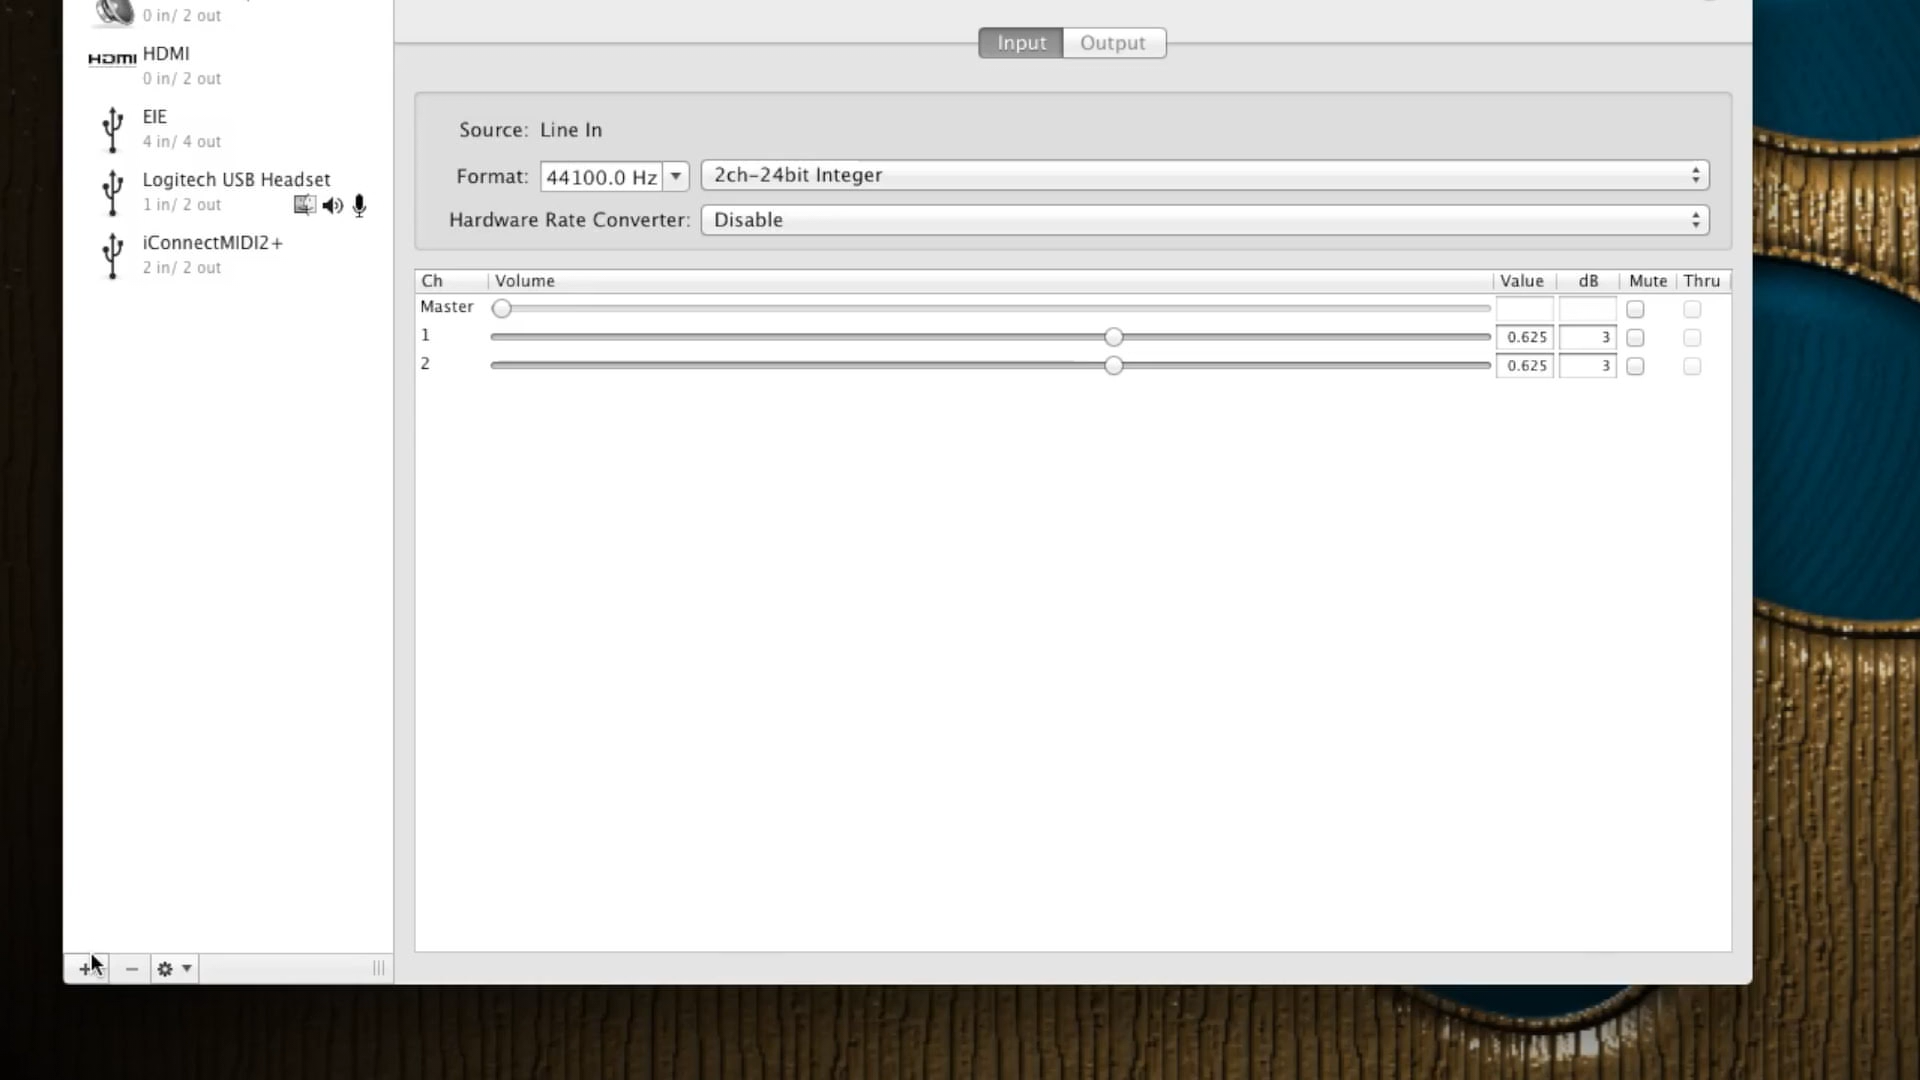 0 in/ 2 out
HDMI HDMI
0 in/ 2 out
EIE
4 in/ 4 out
Logitech USB Headset
1 in/ 2 out
iConnectMIDI2+
2 in/ 2 out
Input Output
Source: Line In
Format: 44100.0 Hz 2ch-24bit Integer
Hardware Rate Converter: Disable
Ch Volume Value dB Mute Thru
Master
1 0.625 3
2 0.625 3